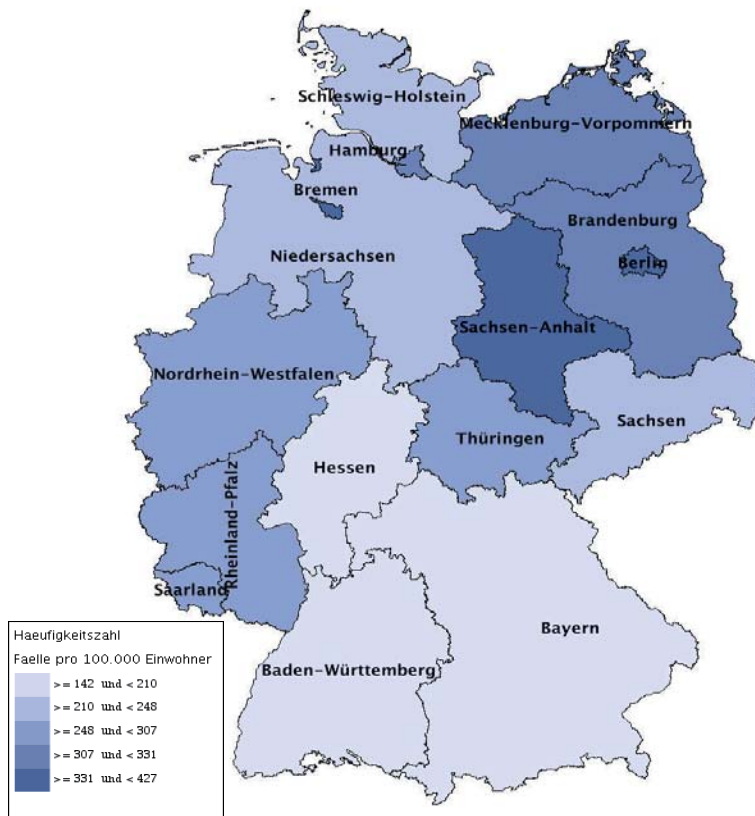 Schleswig-Holstein
Mecklenburg-Vorpommern
Hamburg
Bremen
Brandenburg
Niedersachsen
Berlin
Sachsen-Anhalt
Nordrhein-Westfalen
Sachsen
Thüringen
Hessen
Rheinland-Pfalz
Saarland
Bayern
Baden-Württemberg
Haeufigkeitszahl
Faelle pro 100.000 Einwohner
>= 142 und < 210
>= 210 und < 248
>= 248 und < 307
>= 307 und < 331
>= 331 und < 427